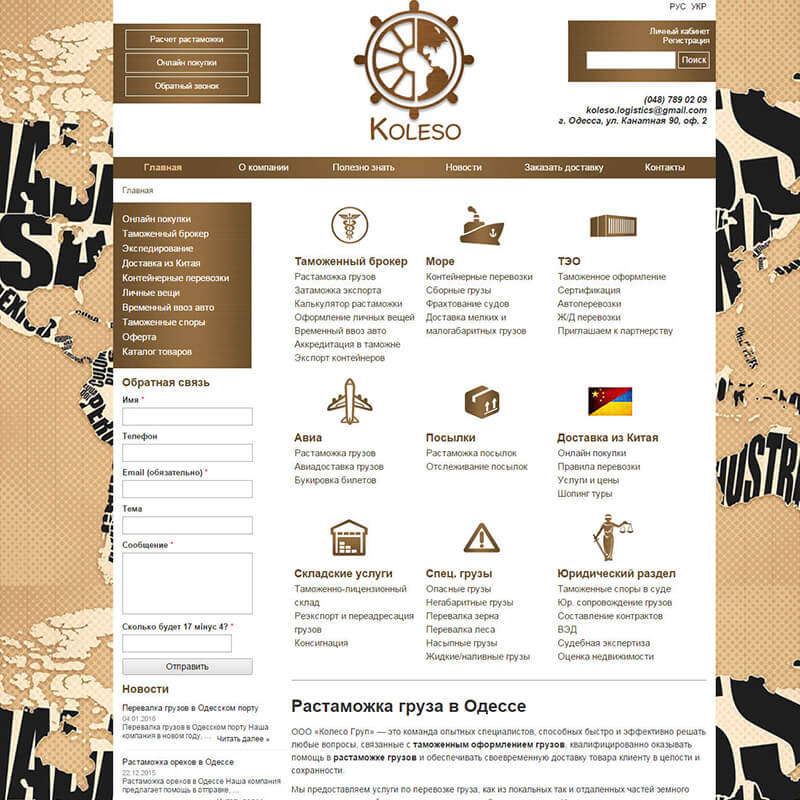 РУС УКР
Расчет растаможки
Онлайн покупки
Обратный звонок
KOLESO
Личный кабинет
Регистрация
Поиск
(048) 789 02 09
koleso.logistics@gmail.com
г. Одесса, ул. Канатная 90, оф. 2
Главная О компании Полезно знать Новости Заказать доставку Контакты
Главная
Онлайн покупки
Таможенный брокер
Экспедирование
Доставка из Китая
Контейнерные перевозки
Личные вещи
Временный ввоз авто
Таможенные споры
Оферта
Каталог товаров
Обратная связь
Имя *
Телефон
Email (обязательно) *
Тема
Сообщение *
Сколько будет 17 мінус 4? *
Отправить
Новости
Перевалка грузов в Одесском порту
04.01.2016
Перевалка грузов в Одесском порту Наша
компания в новом году, ... Читать далее »
Растаможка орехов в Одессе
22.12.2015
Растаможка орехов в Одессе Наша компания
предлагает помощь в отправке, ...
Таможенный брокер
Растаможка грузов
Затаможка экспорта
Калькулятор растаможки
Оформление личных вещей
Временный ввоз авто
Аккредитация в таможне
Экспорт контейнеров
Море
Контейнерные перевозки
Сборные грузы
Фрахтование судов
Доставка мелких и
малогабаритных грузов
ТЭО
Таможенное оформление
Сертификация
Автоперевозки
Ж/Д перевозки
Приглашаем к партнерству
Авиа
Растаможка грузов
Авиадоставка грузов
Букировка билетов
Посылки
Растаможка посылок
Отслеживание посылок
Доставка из Китая
Онлайн покупки
Правила перевозки
Услуги и цены
Шопинг туры
Складские услуги
Таможенно-лицензионный
склад
Реэкспорт и переадресация
грузов
Консигнация
Спец. грузы
Опасные грузы
Негабаритные грузы
Перевалка зерна
Перевалка леса
Насыпные грузы
Жидкие/наливные грузы
Юридический раздел
Таможенные споры в суде
Юр. сопровождение грузов
Составление контрактов
ВЭД
Судебная экспертиза
Оценка недвижимости
Растаможка груза в Одессе
ООО «Колесо Груп» — это команда опытных специалистов, способных быстро и эффективно решать
любые вопросы, связанные с таможенным оформлением грузов, квалифицированно оказывать
помощь в растаможке грузов и обеспечивать своевременную доставку товара клиенту в целости и
сохранности.
Мы предоставляем услуги по перевозке груза, как из локальных так и отдаленных частей земного